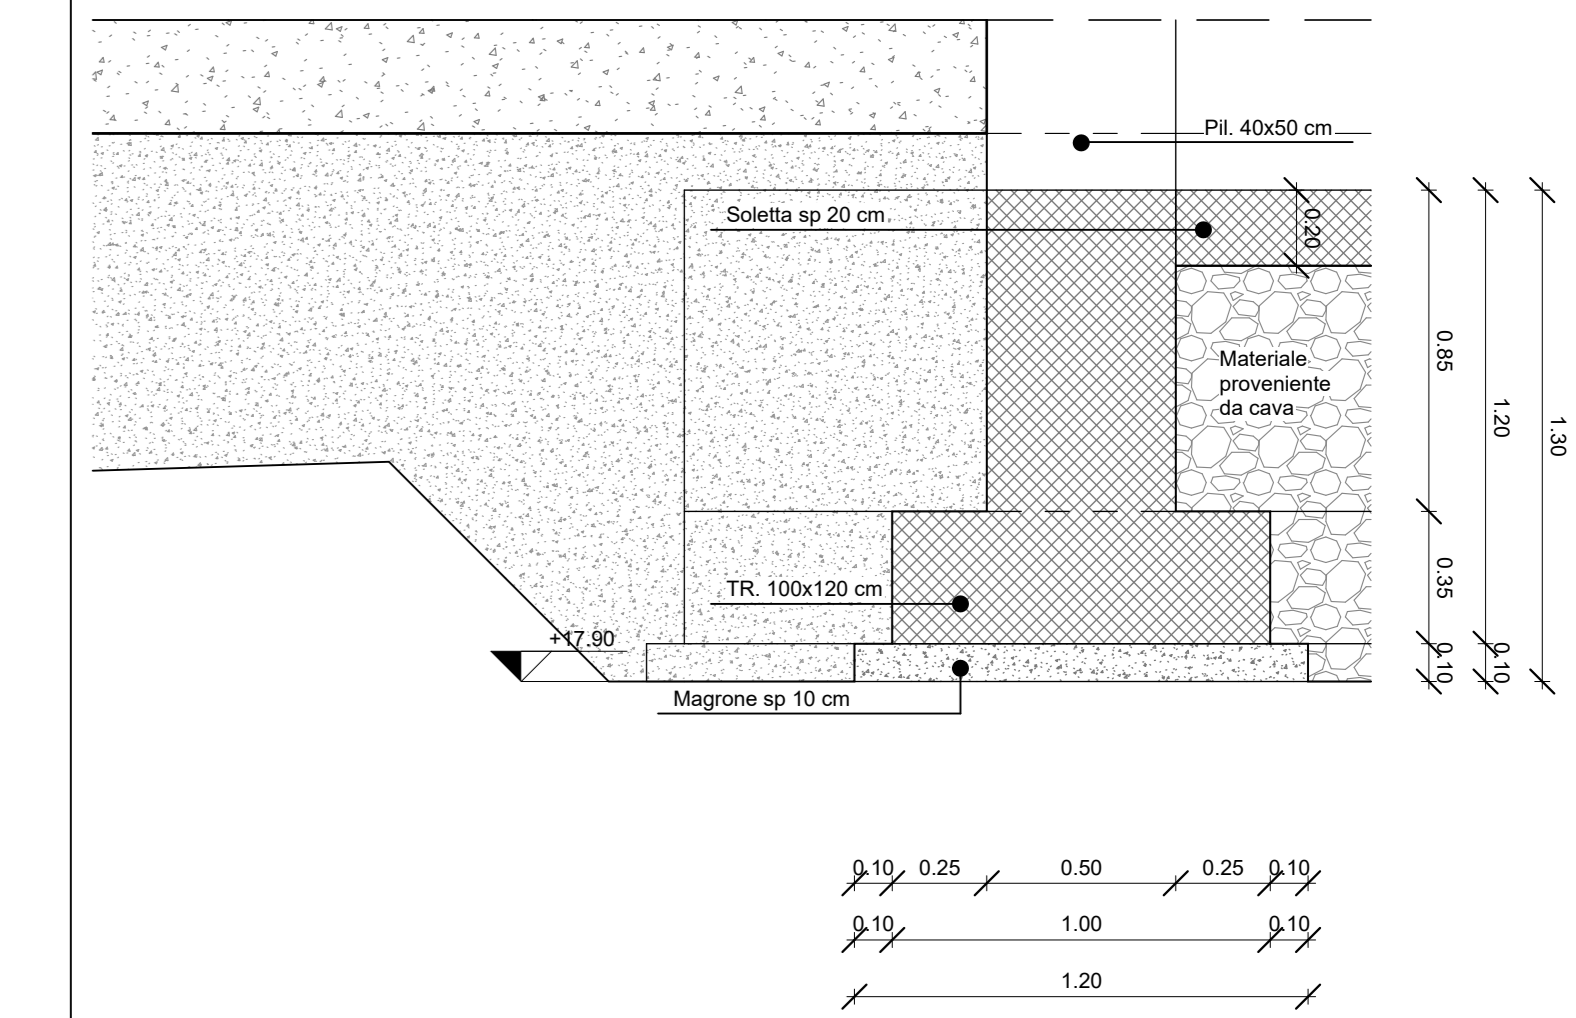 Pil. 40x50 cm
Soletta sp 20 cm
0.20
Materiale
proveniente
da cava
0.85
1.20
1.30
TR. 100x120 cm
0.35
+17.90
0.10
0.10
Magrone sp 10 cm
0.10 0.25 0.50 0.25 0.10
0.10 1.00 0.10
1.20